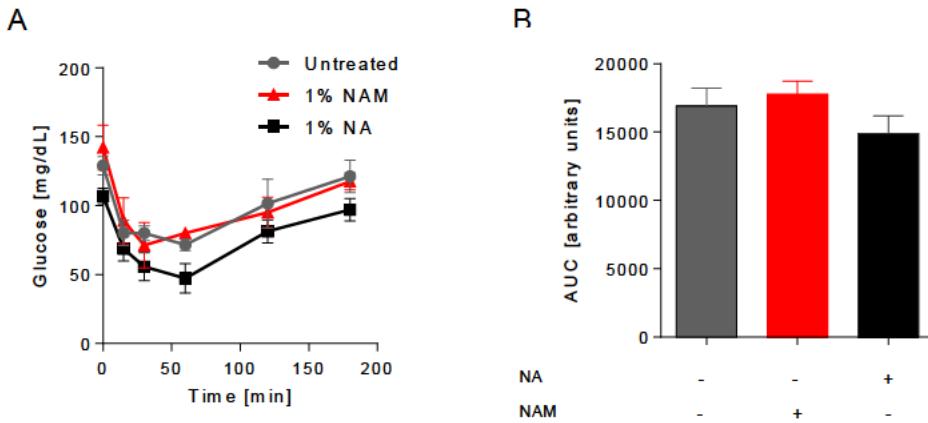 A
Glucose [mg/dL]
200
150
100
50
0
0 50 100 150 200
Time [min]
Untreated
1% NAM
1% NA
B
AUC [arbitrary units]
20000
15000
10000
5000
0
NA - - +
NAM - + -